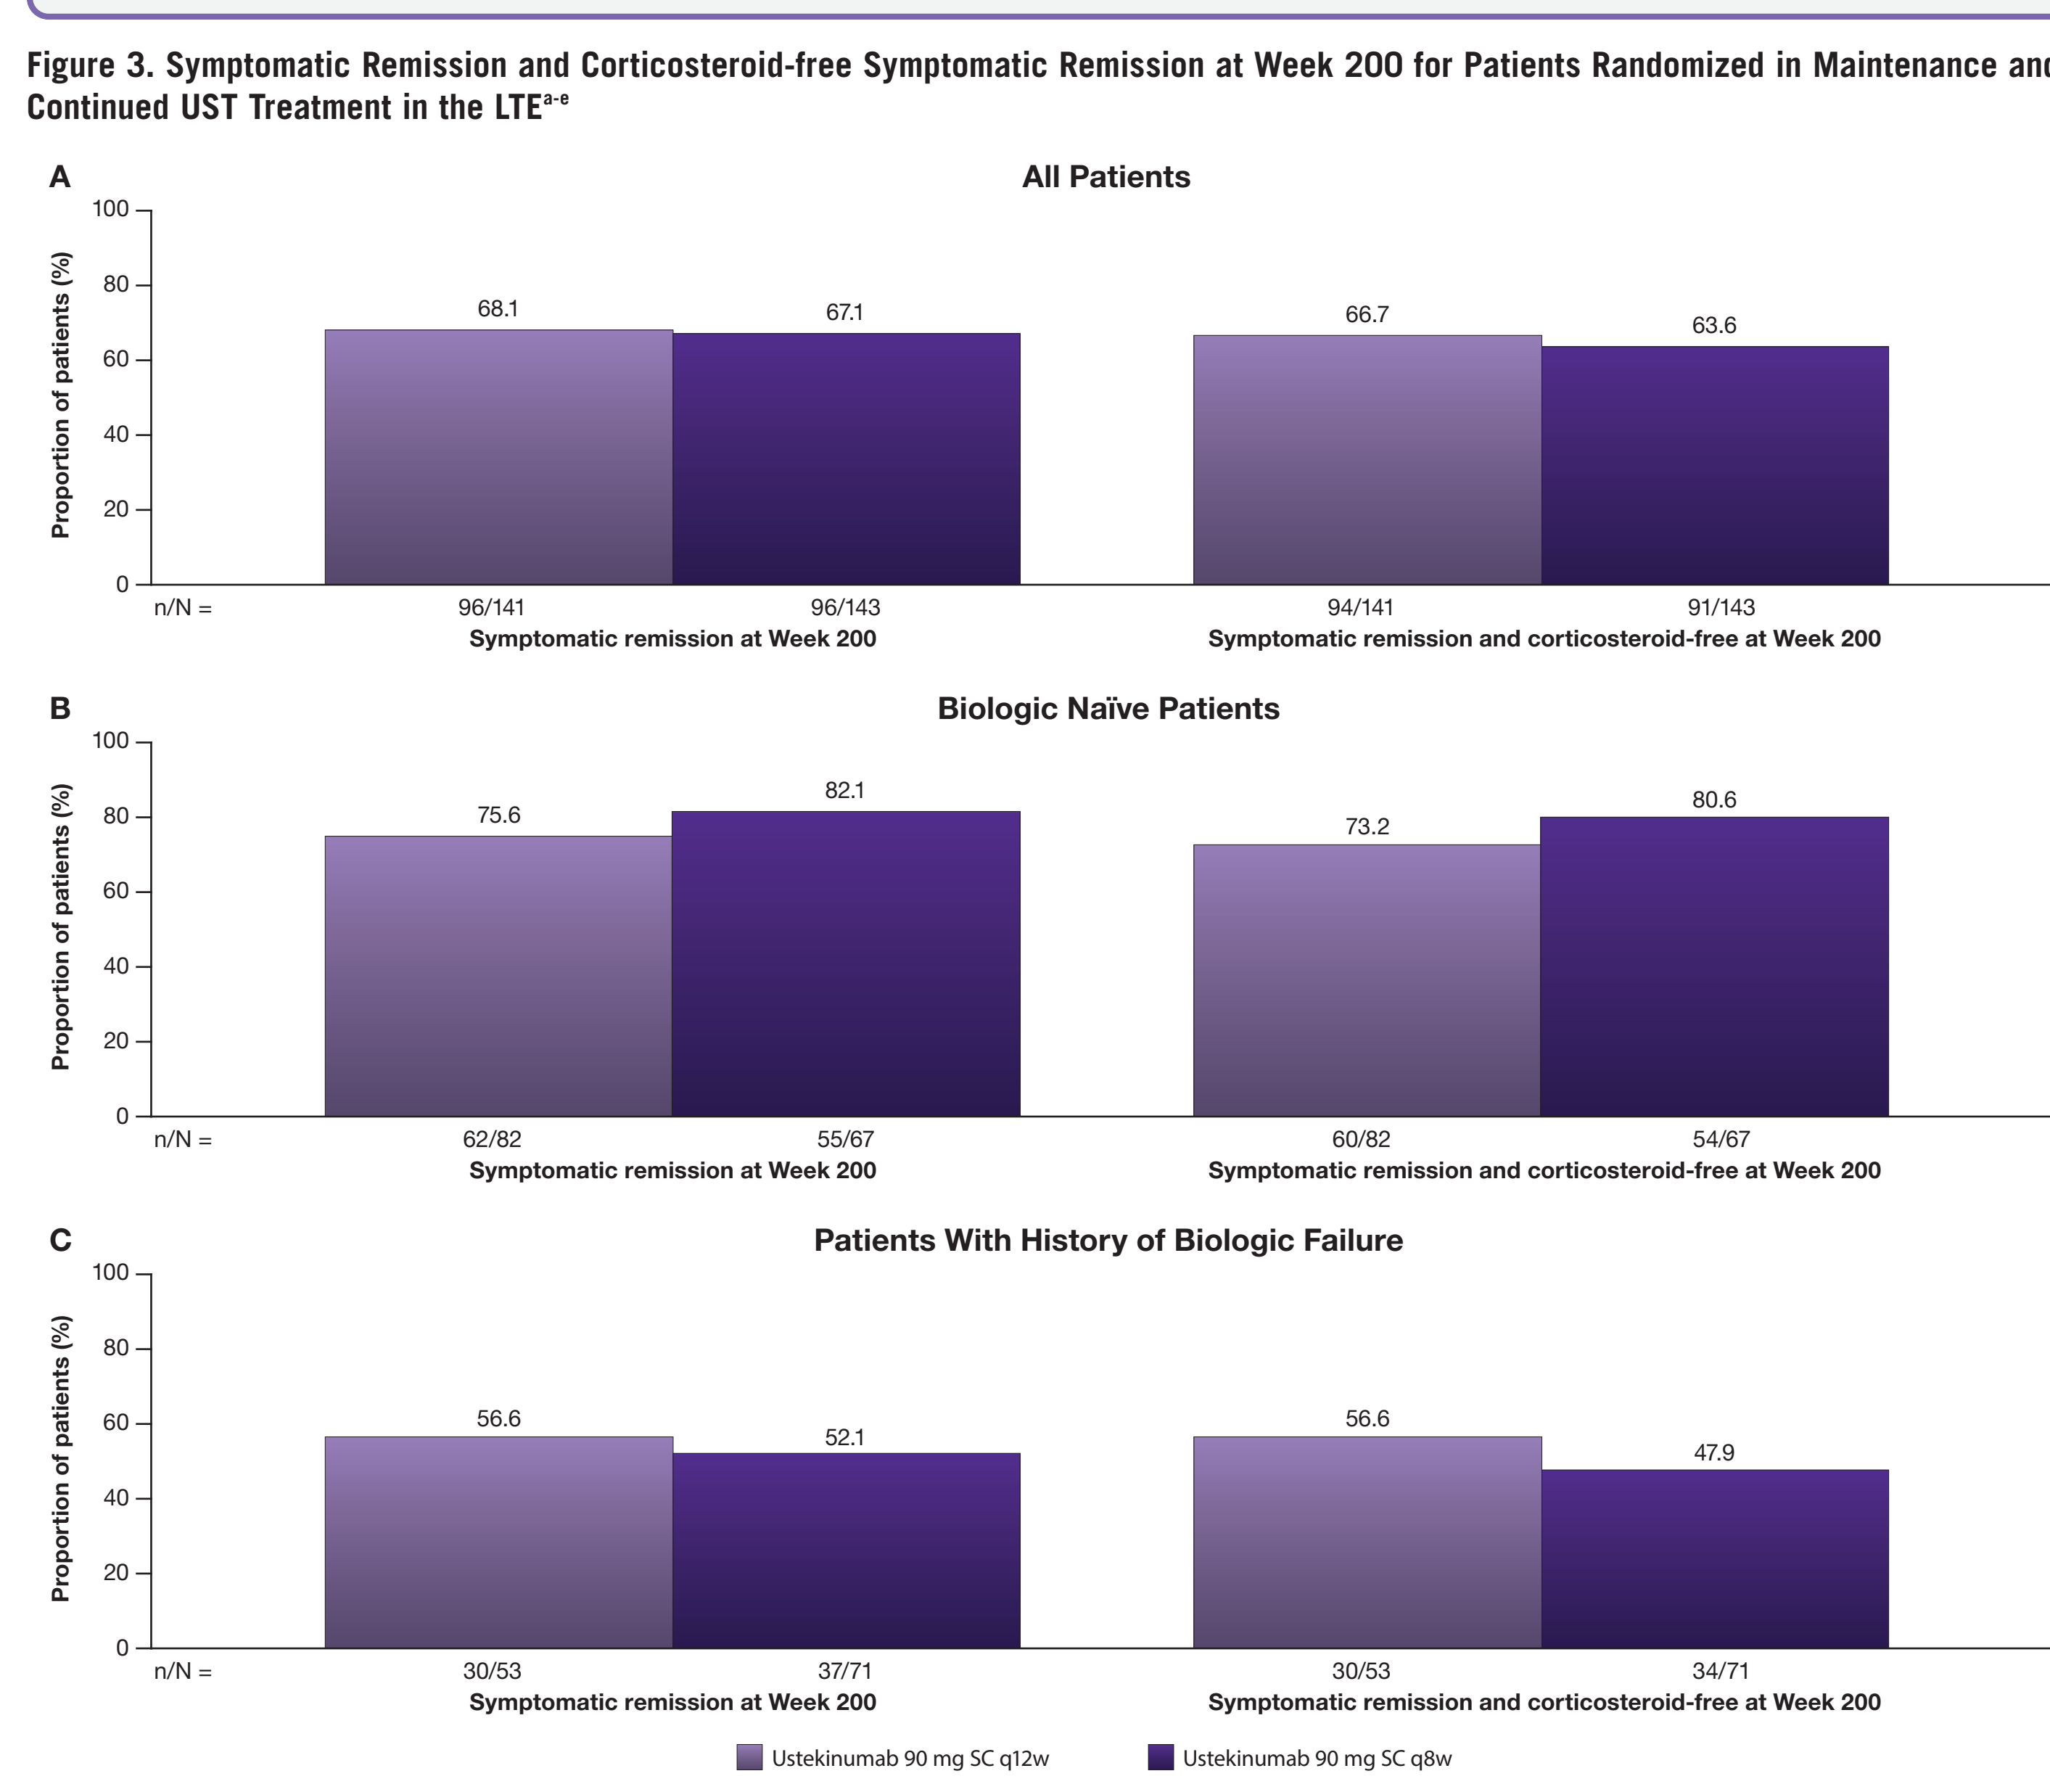 Figure 3. Symptomatic Remission and Corticosteroid-free Symptomatic Remission at Week 200 for Patients Randomized in Maintenance and
Continued UST Treatment in the LTEa-e
A
All Patients
Proportion of patients (%)
100
80
60
40
20
0
68.1
67.1
66.7
63.6
n/N =
96/141
96/143
94/141
91/143
Symptomatic remission at Week 200
Symptomatic remission and corticosteroid-free at Week 200
B
Biologic Naïve Patients
Proportion of patients (%)
100
80
60
40
20
0
75.6
82.1
73.2
80.6
n/N =
62/82
55/67
60/82
54/67
Symptomatic remission at Week 200
Symptomatic remission and corticosteroid-free at Week 200
C
Patients With History of Biologic Failure
Proportion of patients (%)
100
80
60
40
20
0
56.6
52.1
56.6
47.9
n/N =
30/53
37/71
30/53
34/71
Symptomatic remission at Week 200
Symptomatic remission and corticosteroid-free at Week 200
Ustekinumab 90 mg SC q12w
Ustekinumab 90 mg SC q8w